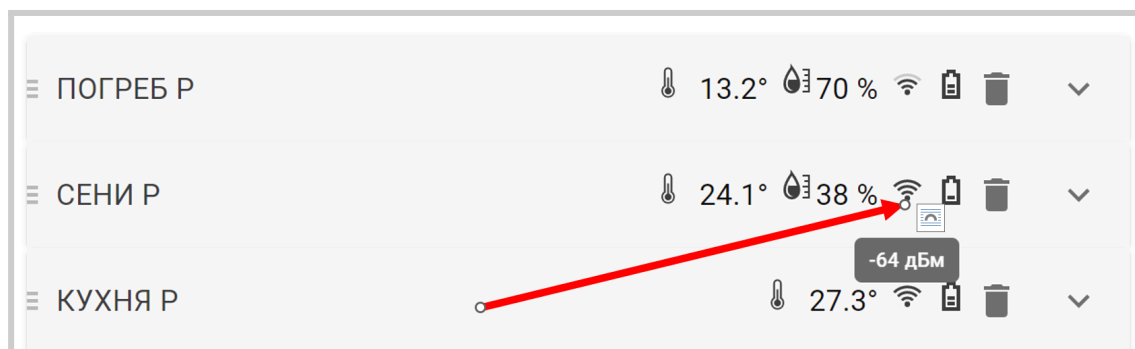 ПОГРЕБ Р 13.2° 70 %
СЕНИ Р 24.1° 38 %
-64 дБм
КУХНЯ Р 27.3°